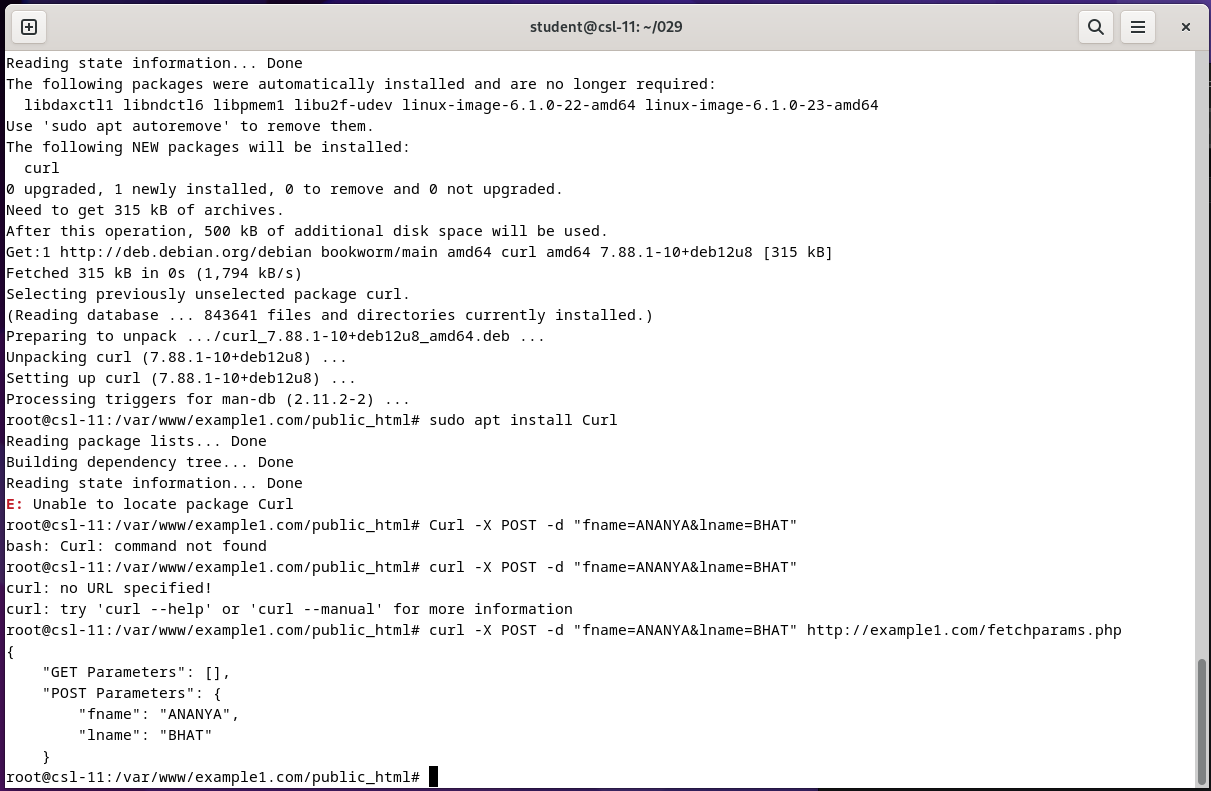 student@csl-11: ~/029
Reading state information... Done
The following packages were automatically installed and are no longer required:
  libdaxctl1 libndctl6 libpmem1 libu2f-udev linux-image-6.1.0-22-amd64 linux-image-6.1.0-23-amd64
Use 'sudo apt autoremove' to remove them.
The following NEW packages will be installed:
  curl
0 upgraded, 1 newly installed, 0 to remove and 0 not upgraded.
Need to get 315 kB of archives.
After this operation, 500 kB of additional disk space will be used.
Get:1 http://deb.debian.org/debian bookworm/main amd64 curl amd64 7.88.1-10+deb12u8 [315 kB]
Fetched 315 kB in 0s (1,794 kB/s)
Selecting previously unselected package curl.
(Reading database ... 843641 files and directories currently installed.)
Preparing to unpack .../curl_7.88.1-10+deb12u8_amd64.deb ...
Unpacking curl (7.88.1-10+deb12u8) ...
Setting up curl (7.88.1-10+deb12u8) ...
Processing triggers for man-db (2.11.2-2) ...
root@csl-11:/var/www/example1.com/public_html# sudo apt install Curl
Reading package lists... Done
Building dependency tree... Done
Reading state information... Done
E: Unable to locate package Curl
root@csl-11:/var/www/example1.com/public_html# Curl -X POST -d "fname=ANANYA&lname=BHAT"
bash: Curl: command not found
root@csl-11:/var/www/example1.com/public_html# curl -X POST -d "fname=ANANYA&lname=BHAT"
curl: no URL specified!
curl: try 'curl --help' or 'curl --manual' for more information
root@csl-11:/var/www/example1.com/public_html# curl -X POST -d "fname=ANANYA&lname=BHAT" http://example1.com/fetchparams.php
{
    "GET Parameters": [],
    "POST Parameters": {
        "fname": "ANANYA",
        "lname": "BHAT"
    }
root@csl-11:/var/www/example1.com/public_html#